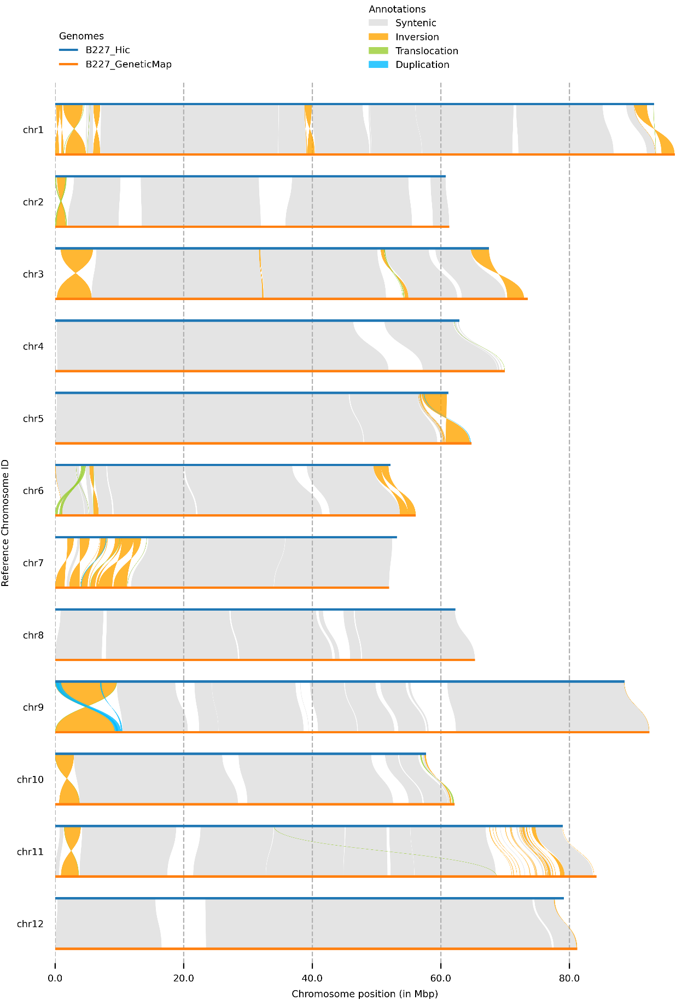 Annotations
Syntenic
Inversion
Translocation
Duplication
Genomes
B227_Hic
B227_GeneticMap
Reference Chromosome ID
chr1
chr2
chr3
chr4
chr5
chr6
chr7
chr8
chr9
chr10
chr11
chr12
0.0 20.0 40.0 60.0 80.0
Chromosome position (in Mbp)